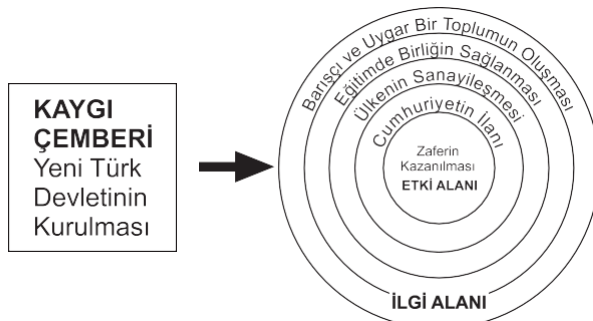 KAYGI
ÇEMBERİ
Yeni Türk
Devletinin
Kurulması
Barışçı ve Uygar Bir Toplumun Oluşması
Eğitimde Birliğin Sağlanması
Ülkenin Sanayileşmesi
Cumhuriyetin İlanı
Zaferin
Kazanılması
ETKİ ALANI
İLGİ ALANI